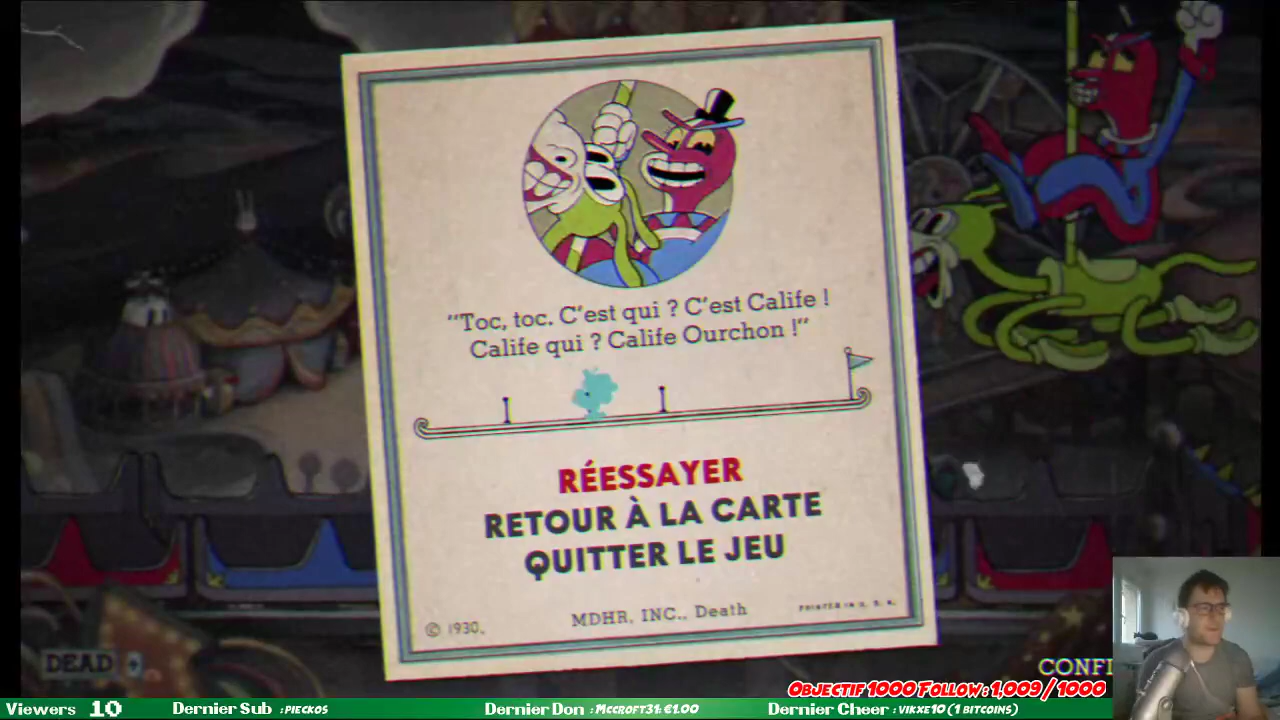 “Toc, toc. C’est qui ? C’est Calife !
Calife qui ? Calife Ourchon !”
RÉESSAYER
RETOUR À LA CARTE
QUITTER LE JEU
© 1930. MDHR, INC., Death PRINTED IN U. S. A.
DEAD
CONFI
OBJECTIF 1000 FOLLOW : 1,009 / 1000
Viewers 10 Dernier Sub : PIECKOS Dernier Don : MCCROFT31: €1.00 Dernier Cheer : VIKXE10 (1 BITCOINS)